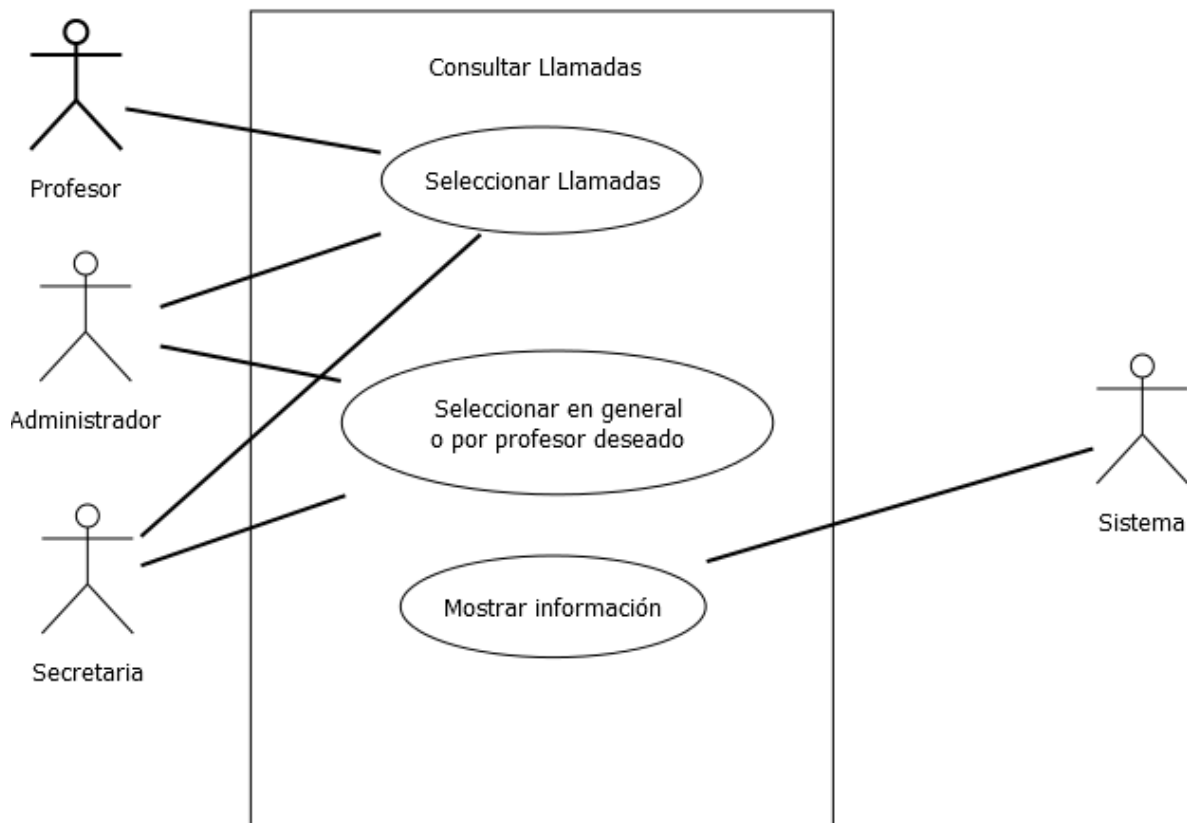 Consultar Llamadas
Profesor
Seleccionar Llamadas
Administrador
Seleccionar en general
o por profesor deseado
Sistema
Mostrar información
Secretaria